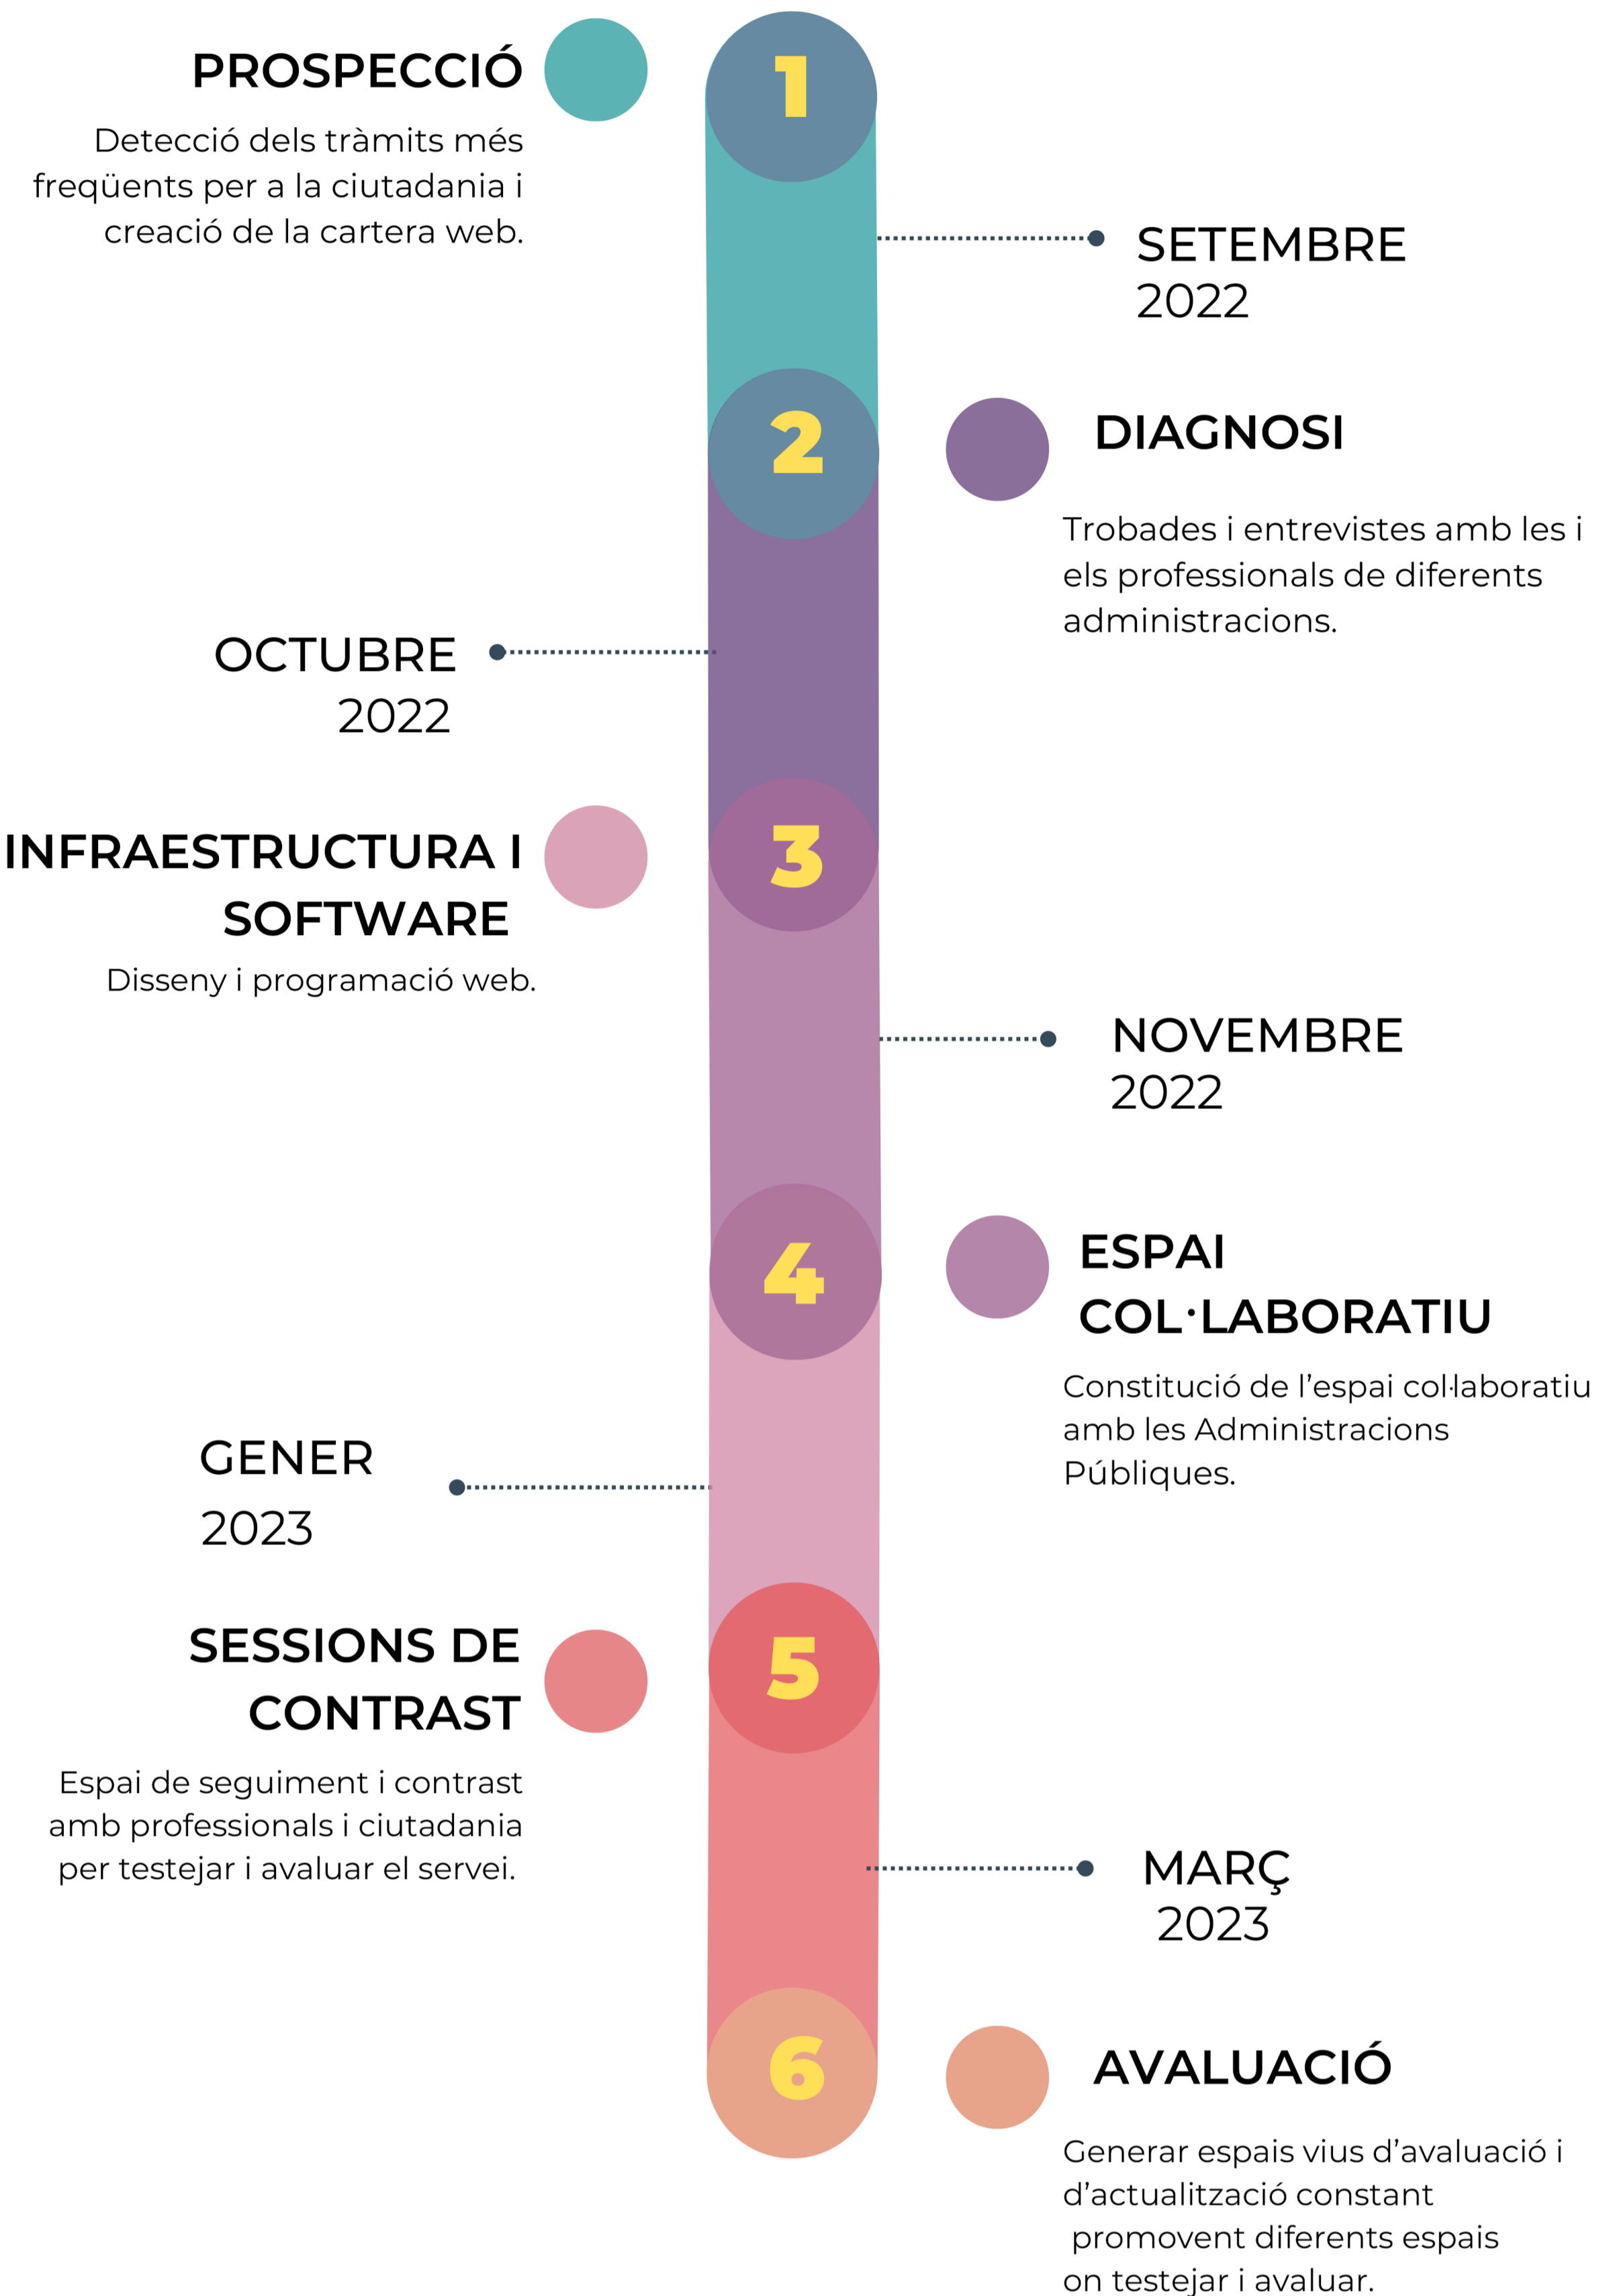 1
PROSPECCIÓ
Detecció dels tràmits més
freqüents per a la ciutadania i
creació de la cartera web.
SETEMBRE
2022
2
DIAGNOSI
Trobades i entrevistes amb les i
els professionals de diferents
administracions.
OCTUBRE
2022
3
INFRAESTRUCTURA I
SOFTWARE
Disseny i programació web.
NOVEMBRE
2022
4
ESPAI
COL·LABORATIU
Constitució de l’espai col·laboratiu
amb les Administracions
Públiques.
GENER
2023
5
SESSIONS DE
CONTRAST
Espai de seguiment i contrast
amb professionals i ciutadania
per testejar i avaluar el servei.
MARÇ
2023
6
AVALUACIÓ
Generar espais vius d’avaluació i
d’actualització constant
promovent diferents espais
on testejar i avaluar.